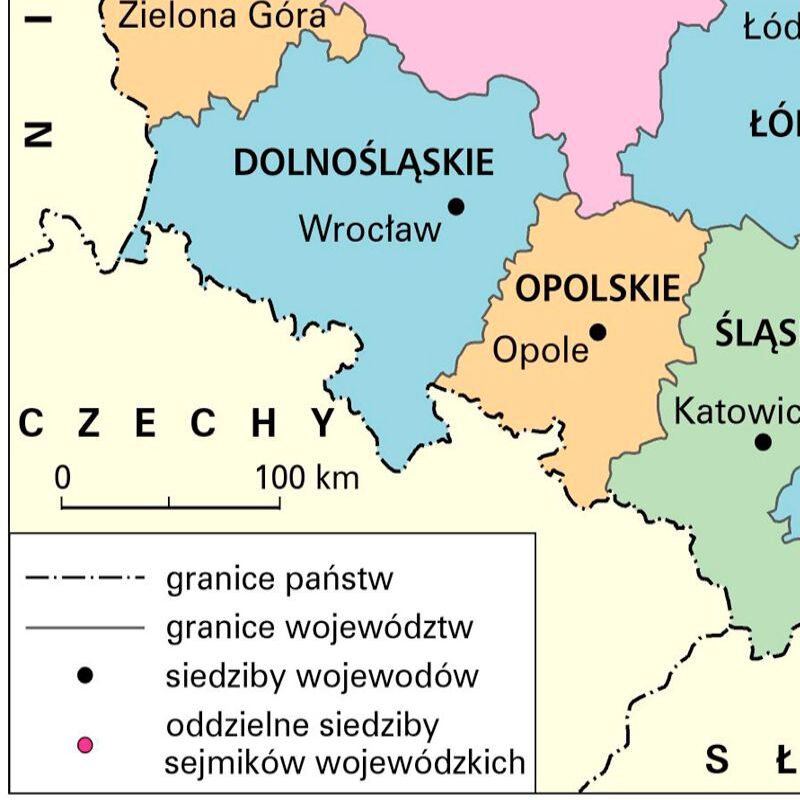 I
Zielona Góra
Łód
N
ŁÓ
DOLNOŚLĄSKIE
Wrocław
OPOLSKIE
ŚLĄS
Opole
Katowic
C Z E C H Y
0 100 km
granice państw
granice województw
siedziby wojewodów
oddzielne siedziby
sejmików wojewódzkich
S Ł